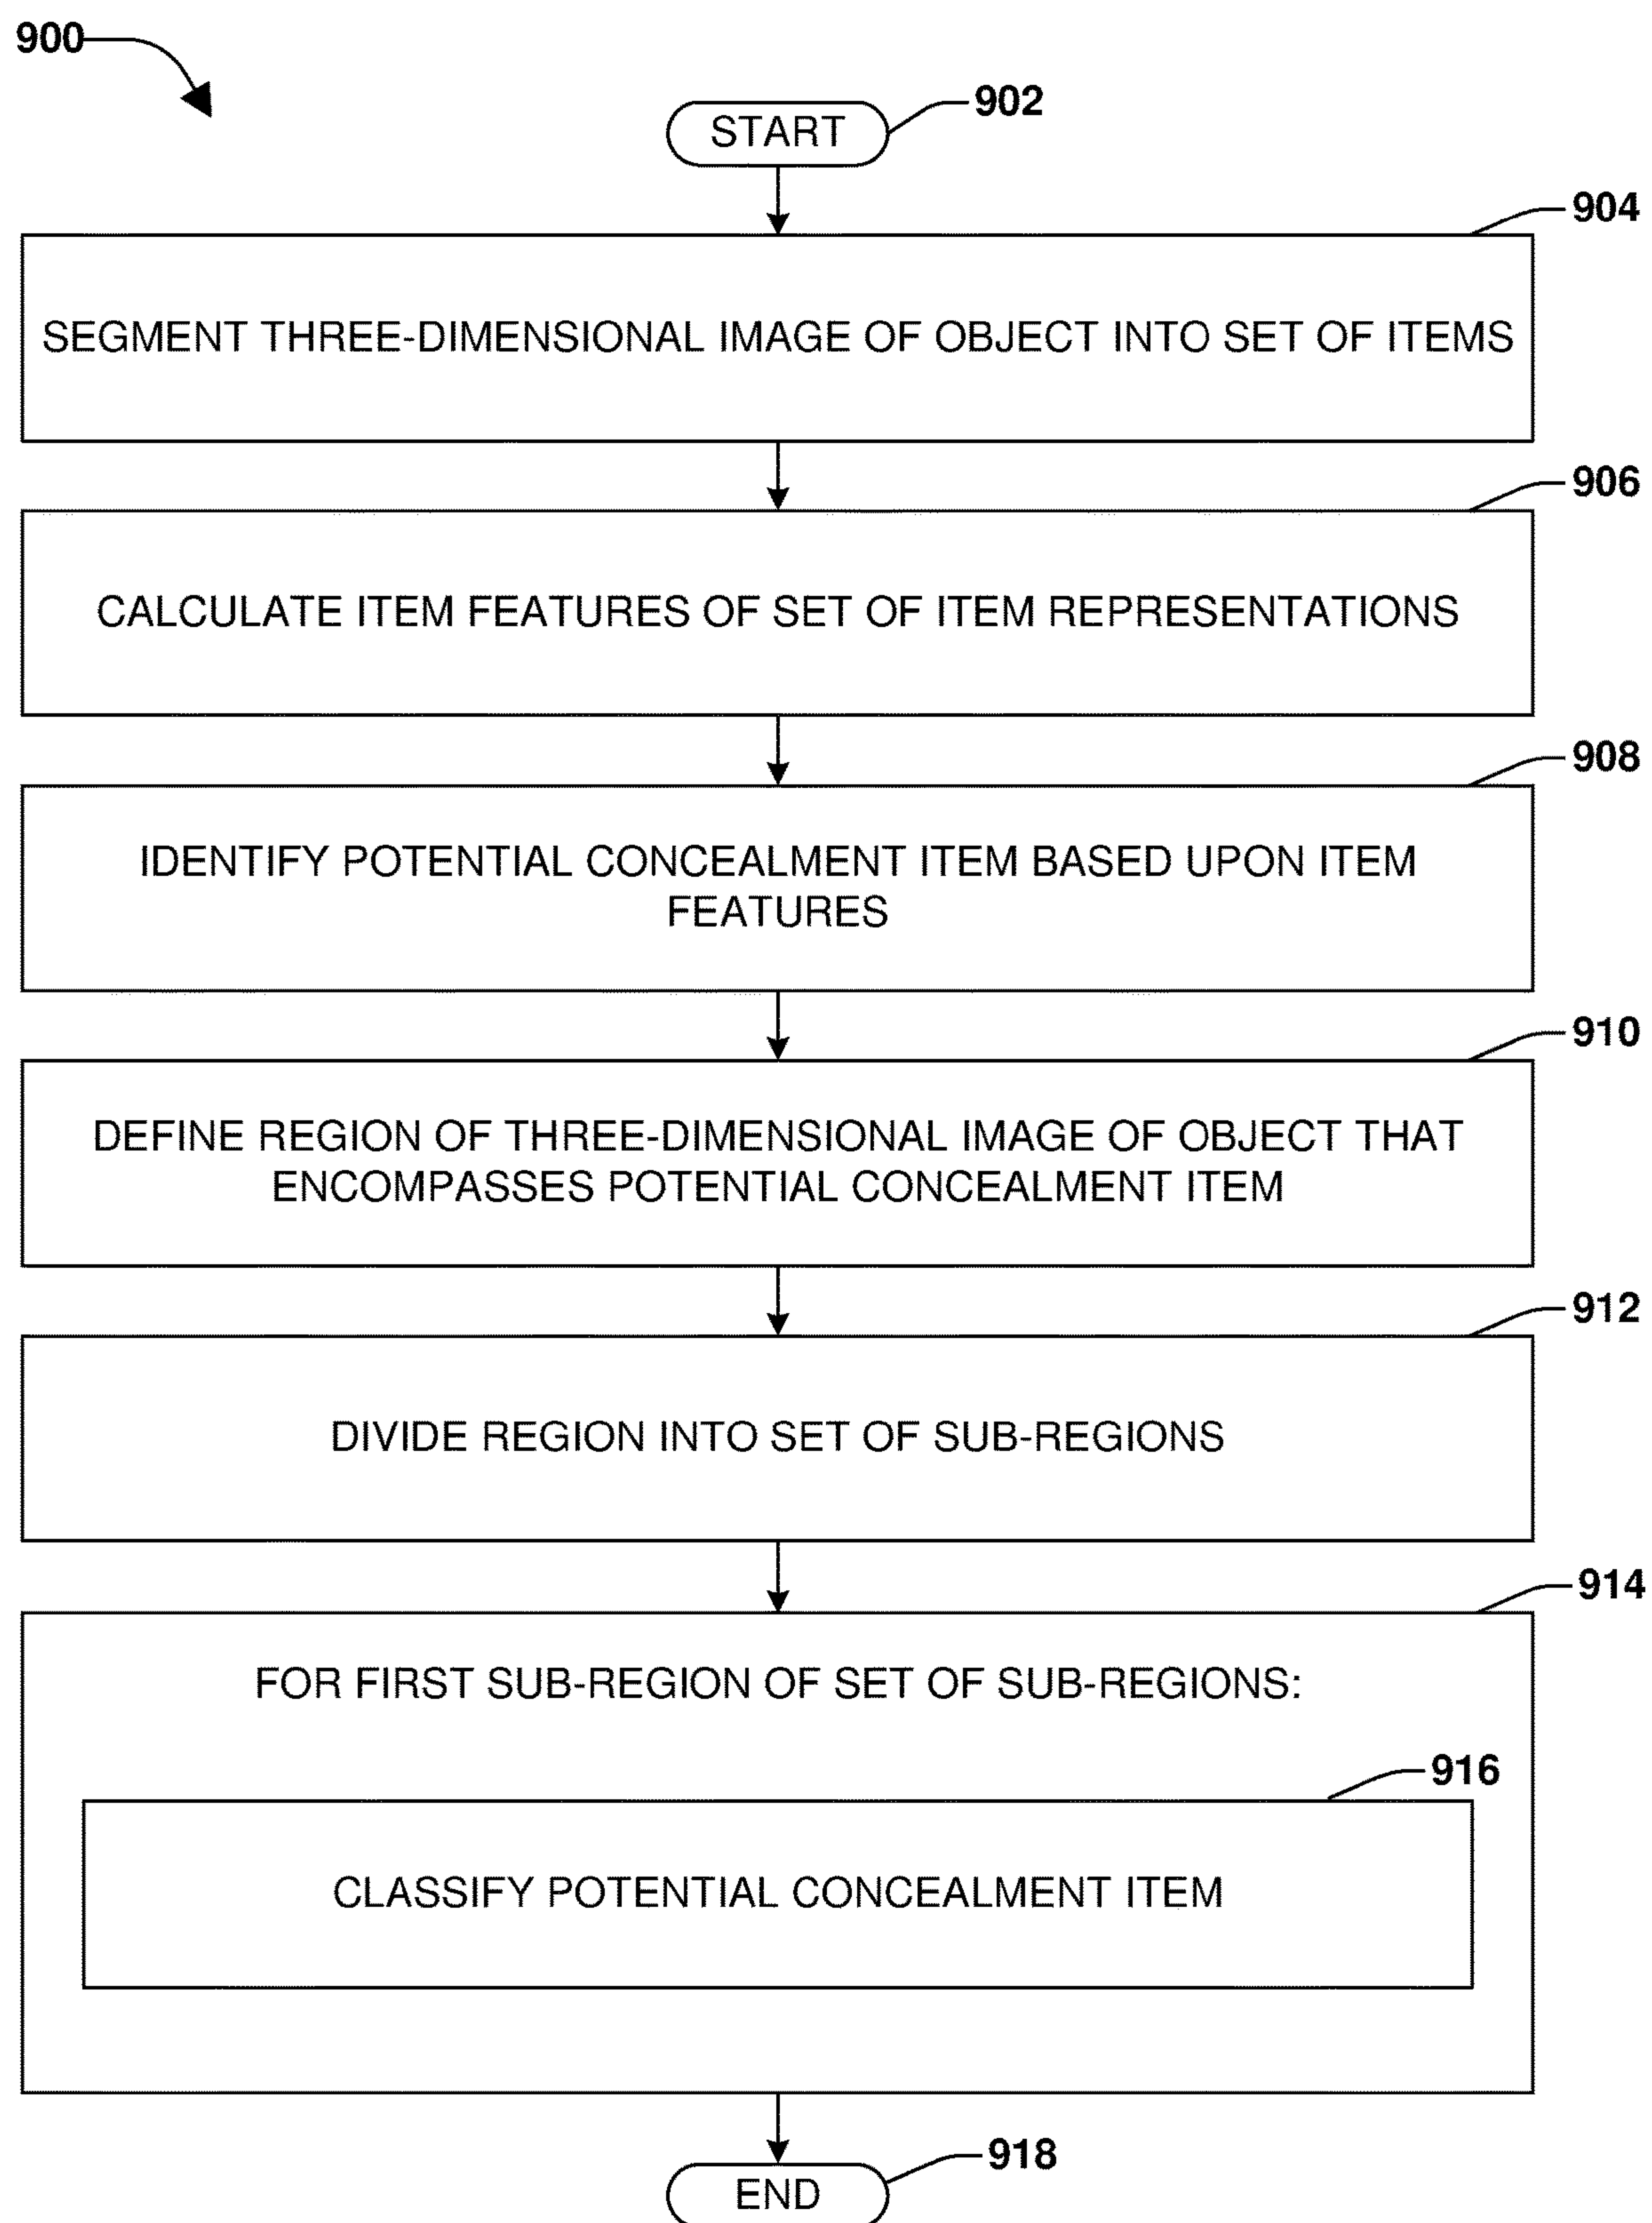 900
START
902
904
SEGMENT THREE-DIMENSIONAL IMAGE OF OBJECT INTO SET OF ITEMS
906
CALCULATE ITEM FEATURES OF SET OF ITEM REPRESENTATIONS
908
IDENTIFY POTENTIAL CONCEALMENT ITEM BASED UPON ITEM
FEATURES
910
DEFINE REGION OF THREE-DIMENSIONAL IMAGE OF OBJECT THAT
ENCOMPASSES POTENTIAL CONCEALMENT ITEM
912
DIVIDE REGION INTO SET OF SUB-REGIONS
914
FOR FIRST SUB-REGION OF SET OF SUB-REGIONS:
916
CLASSIFY POTENTIAL CONCEALMENT ITEM
918
END